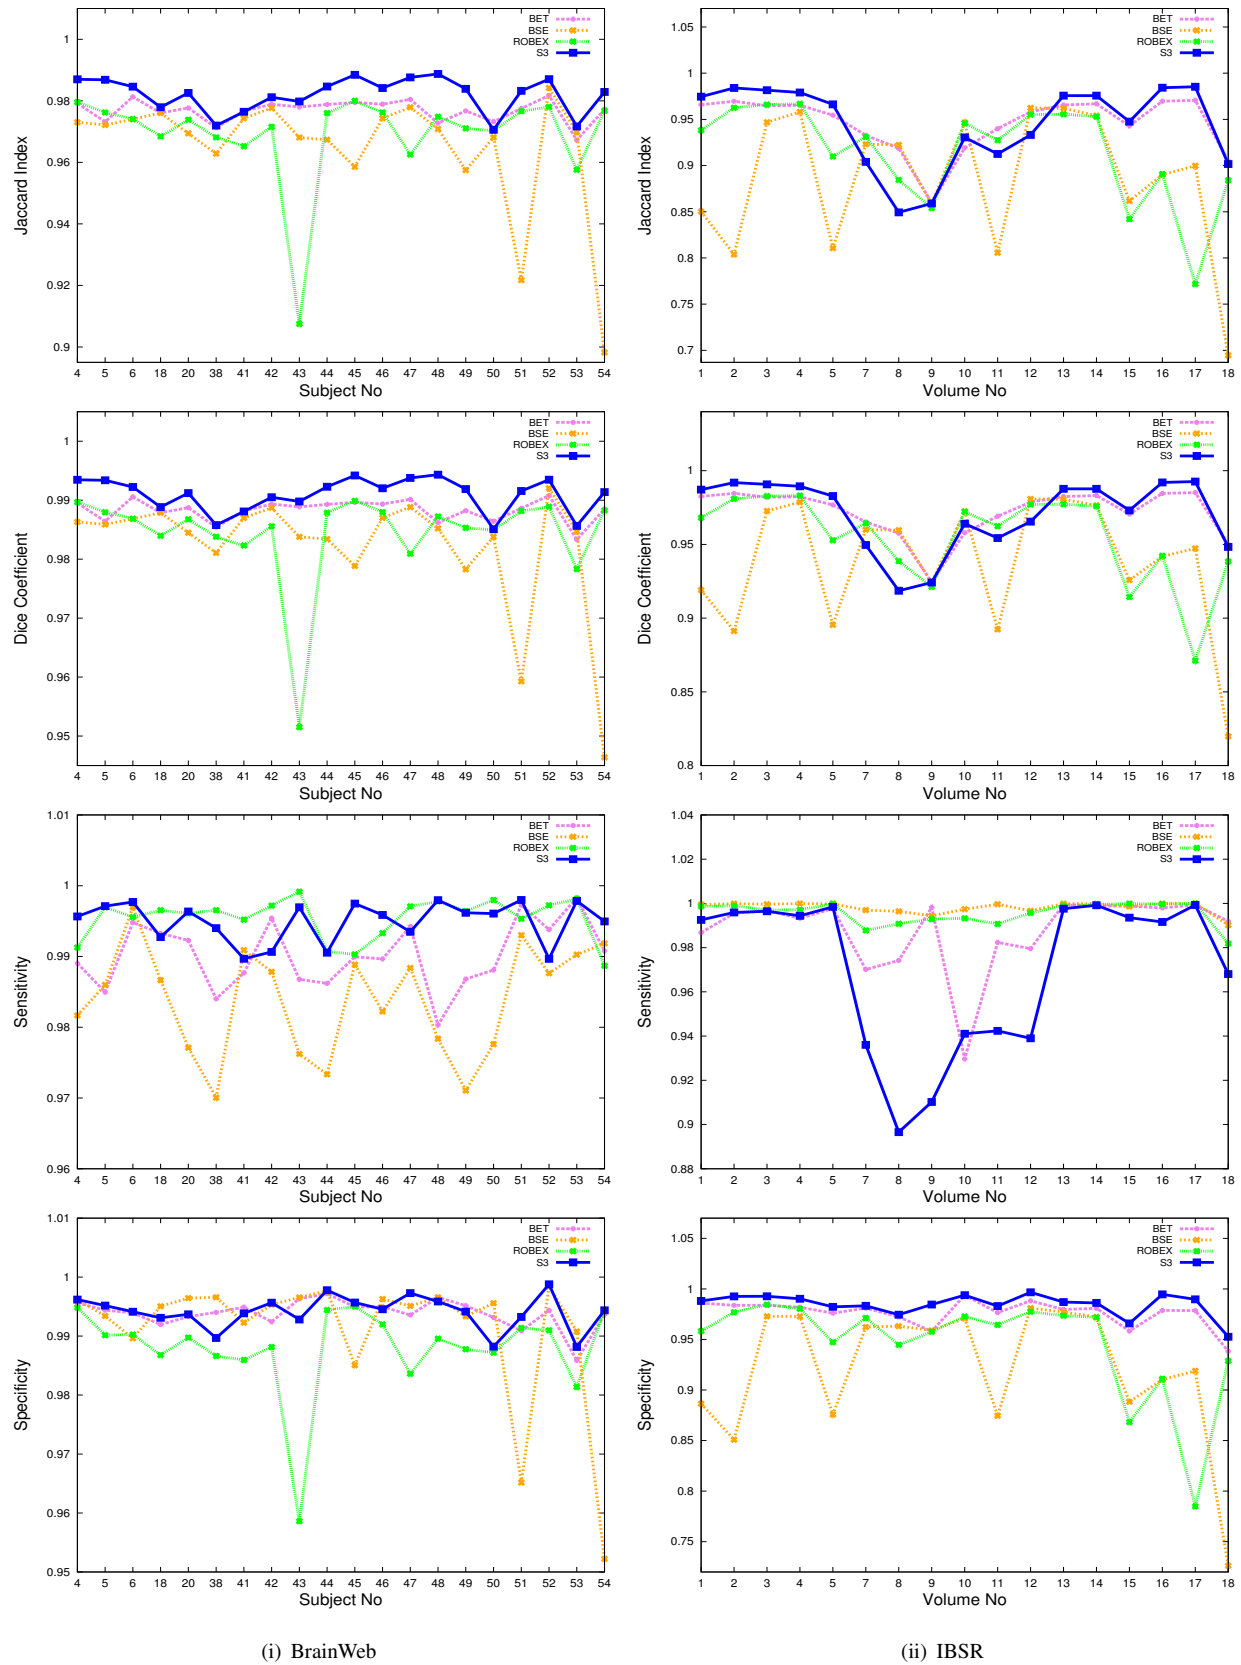 BET
BSE
ROBEX
S3
1
0.98
0.96
0.94
0.92
0.9
Jaccard Index
4 5 6 18 20 38 41 42 43 44 45 46 47 48 49 50 51 52 53 54
Subject No
BET
BSE
ROBEX
S3
1.05
1
0.95
0.9
0.85
0.8
0.75
0.7
Jaccard Index
1 2 3 4 5 7 8 9 10 11 12 13 14 15 16 17 18
Volume No
BET
BSE
ROBEX
S3
1
0.99
0.98
0.97
0.96
0.95
Dice Coefficient
4 5 6 18 20 38 41 42 43 44 45 46 47 48 49 50 51 52 53 54
Subject No
BET
BSE
ROBEX
S3
1
0.95
0.9
0.85
0.8
Dice Coefficient
1 2 3 4 5 7 8 9 10 11 12 13 14 15 16 17 18
Volume No
BET
BSE
ROBEX
S3
1.01
1
0.99
0.98
0.97
0.96
Sensitivity
4 5 6 18 20 38 41 42 43 44 45 46 47 48 49 50 51 52 53 54
Subject No
BET
BSE
ROBEX
S3
1.04
1.02
1
0.98
0.96
0.94
0.92
0.9
0.88
Sensitivity
1 2 3 4 5 7 8 9 10 11 12 13 14 15 16 17 18
Volume No
BET
BSE
ROBEX
S3
1.01
1
0.99
0.98
0.97
0.96
0.95
Specificity
4 5 6 18 20 38 41 42 43 44 45 46 47 48 49 50 51 52 53 54
Subject No
BET
BSE
ROBEX
S3
1.05
1
0.95
0.9
0.85
0.8
0.75
Specificity
1 2 3 4 5 7 8 9 10 11 12 13 14 15 16 17 18
Volume No
(i) BrainWeb
(ii) IBSR